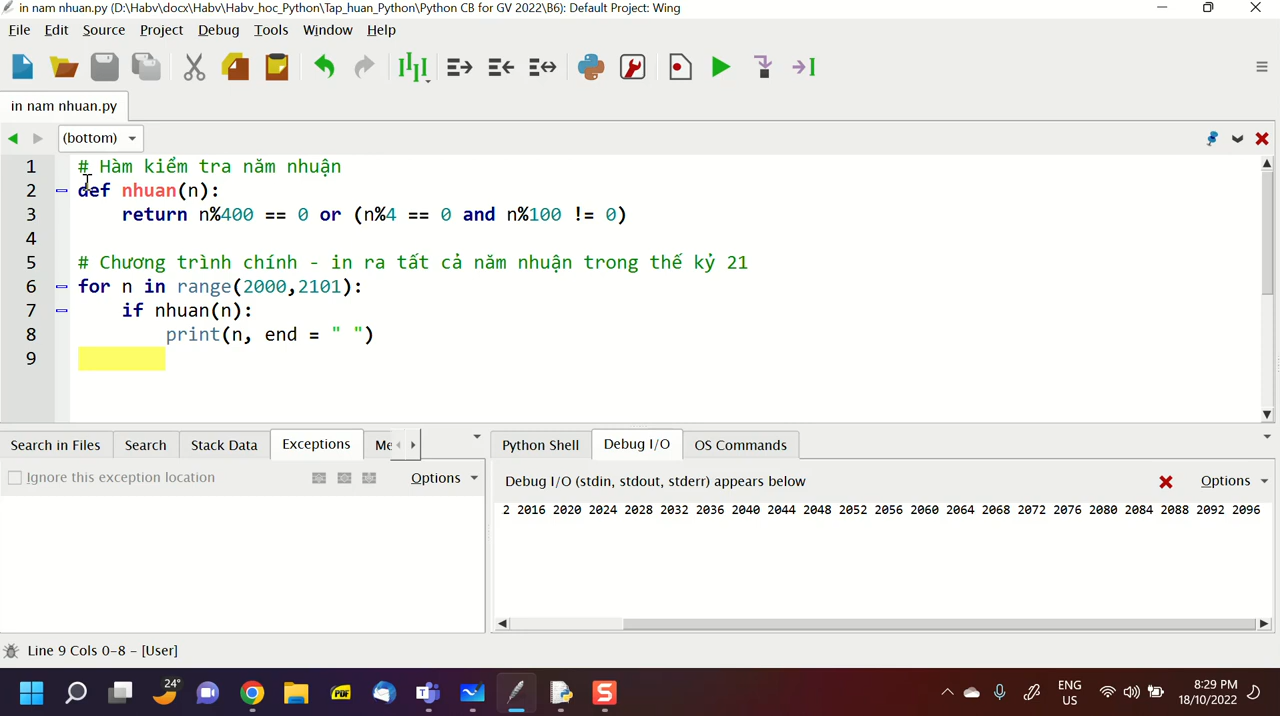 in nam nhuan.py (D:\Habv\docx\Habv\Habv_hoc_Python\Tap_huan_Python\Python CB for GV 2022\B6): Default Project: Wing
File Edit Source Project Debug Tools Window Help
in nam nhuan.py
(bottom)
1 # Hàm kiểm tra năm nhuận
2 def nhuan(n):
3 return n%400 == 0 or (n%4 == 0 and n%100 != 0)
4
5 # Chương trình chính - in ra tất cả năm nhuận trong thế kỷ 21
6 for n in range(2000,2101):
7 if nhuan(n):
8 print(n, end = " ")
9
Search in Files Search Stack Data Exceptions Me
Ignore this exception location Options
Python Shell Debug I/O OS Commands
Debug I/O (stdin, stdout, stderr) appears below Options
2 2016 2020 2024 2028 2032 2036 2040 2044 2048 2052 2056 2060 2064 2068 2072 2076 2080 2084 2088 2092 2096
Line 9 Cols 0-8 - [User]
24°
PDF
S
ENG
US
8:29 PM
18/10/2022